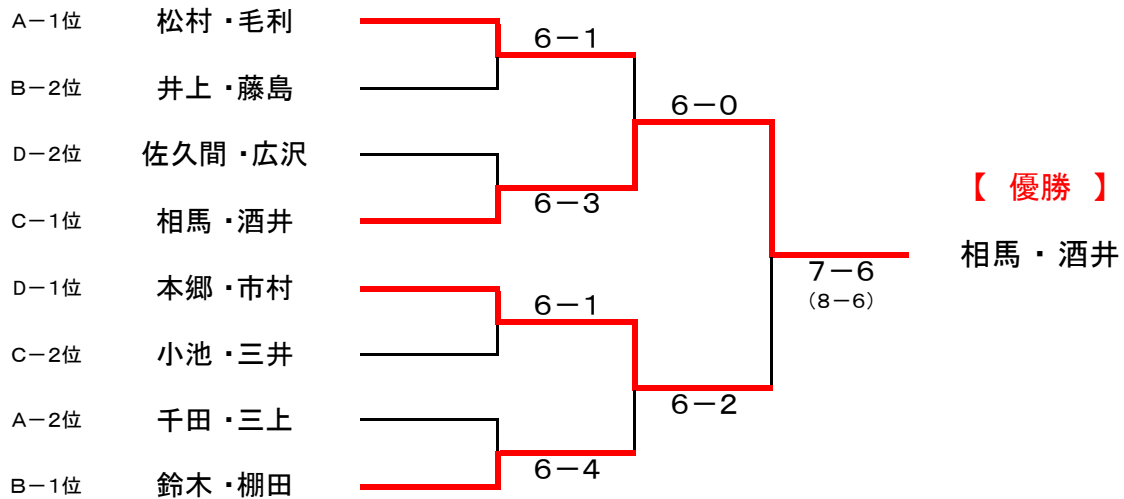 A－1位 松村 ・毛利
6－1
B－2位 井上 ・藤島
6－0
D－2位 佐久間 ・広沢
【 優勝 】
6－3
C－1位 相馬 ・酒井
相馬 ・ 酒井
7－6
D－1位 本郷 ・市村
(8－6)
6－1
C－2位 小池 ・三井
6－2
A－2位 千田 ・三上
6－4
B－1位 鈴木 ・棚田